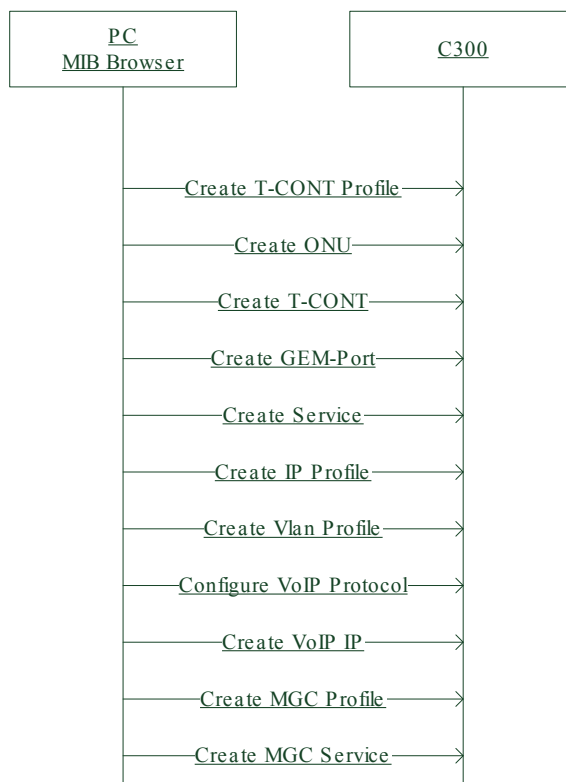 PC
MIB Browser
C300
Create T-CONT Profile
Create ONU
Create T-CONT
Create GEM-Port
Create Service
Create IP Profile
Create Vlan Profile
Configure VoIP Protocol
Create VoIP IP
Create MGC Profile
Create MGC Service